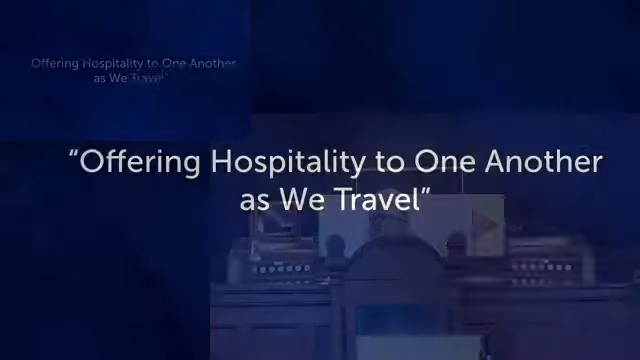 Offering Hospitality to One Another
as We Travel
“Offering Hospitality to One Another
as We Travel”